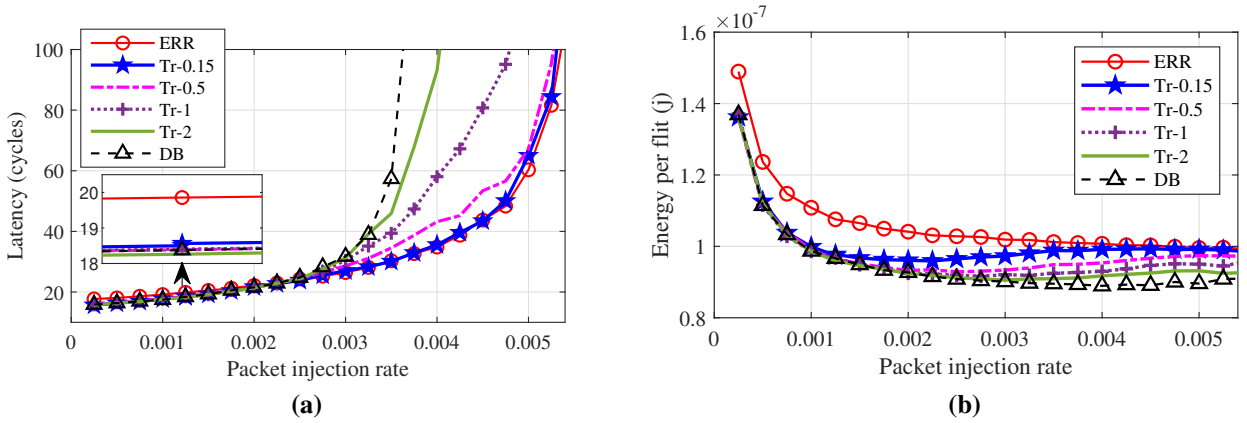 100
80
60
40
20
0
0.001
0.002
0.003
0.004
0.005
Latency (cycles)
Packet injection rate
ERR
Tr-0.15
Tr-0.5
Tr-1
Tr-2
DB
20
19
18
(a)
×10⁻⁷
1.6
1.4
1.2
1
0.8
0
0.001
0.002
0.003
0.004
0.005
Energy per flit (j)
Packet injection rate
ERR
Tr-0.15
Tr-0.5
Tr-1
Tr-2
DB
(b)